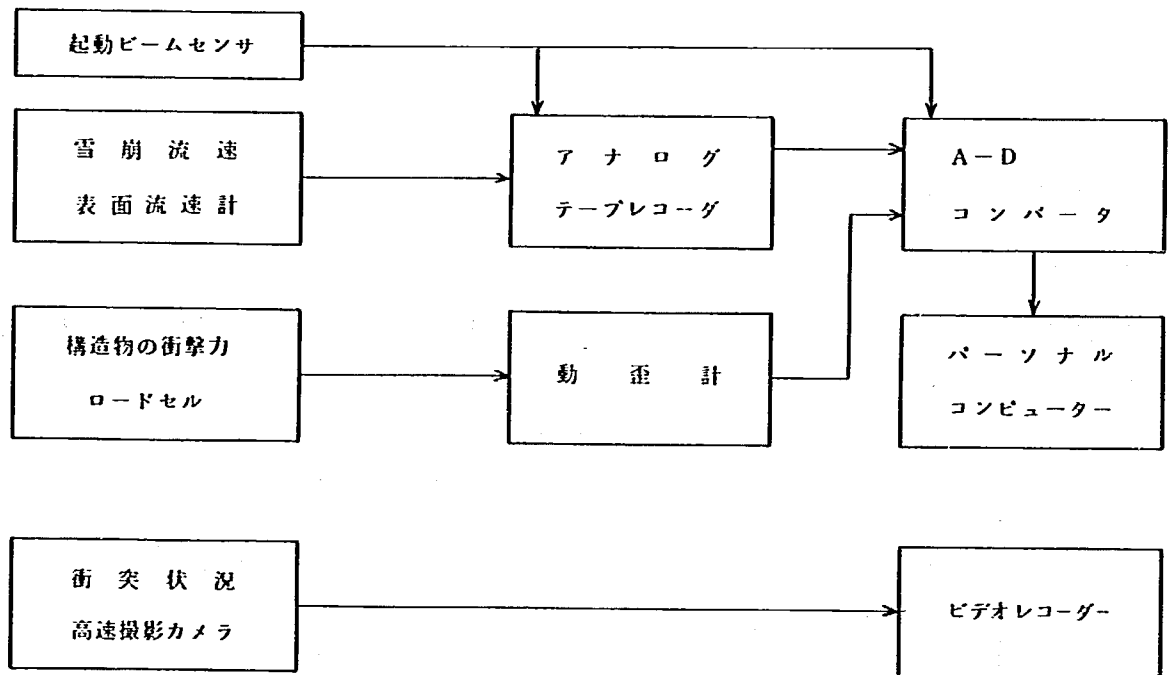 起動ビームセンサ
雪崩流速
表面流速計
アナログ
テープレコーダ
A－D
コンバータ
構造物の衝撃力
ロードセル
動歪計
パーソナル
コンピューター
衝突状況
高速撮影カメラ
ビデオレコーダー